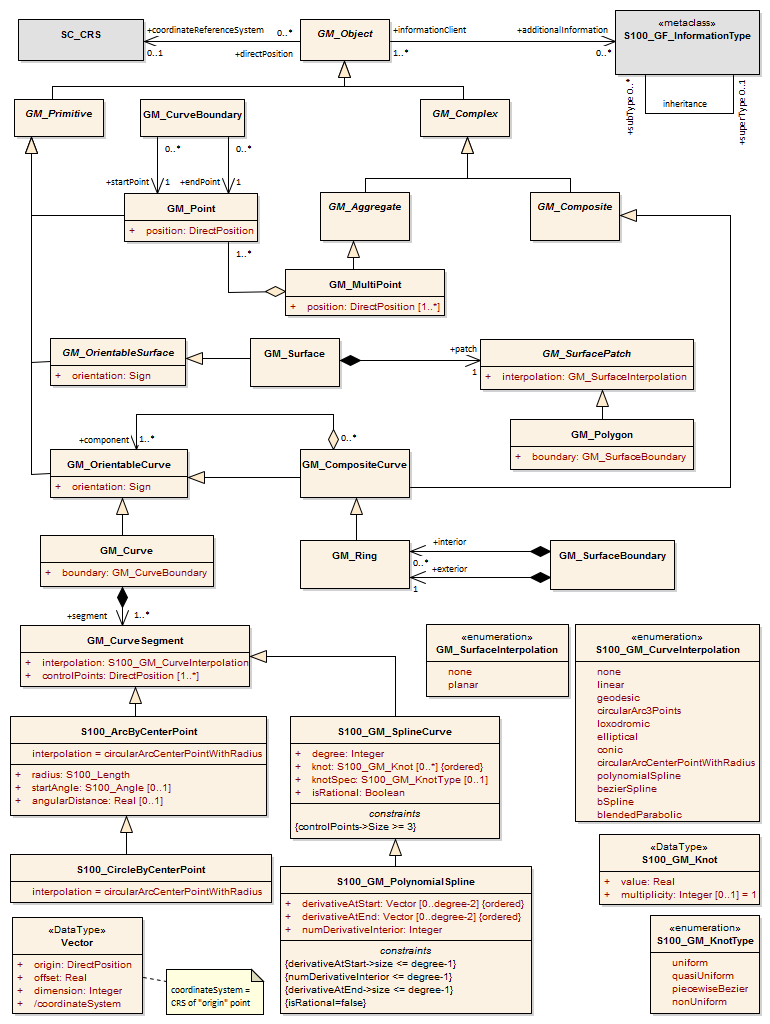 SC_CRS
+coordinateReferenceSystem
0..*
0..1
+directPosition
GM_Object
+informationClient
1..*
+additionalInformation
0..*
«metaclass»
S100_GF_InformationType
+subType 0..*
inheritance
+superType 0..1
GM_Primitive
GM_CurveBoundary
GM_Complex
0..*
0..*
+startPoint
1
+endPoint
1
GM_Point
+ position: DirectPosition
1..*
GM_Aggregate
GM_Composite
GM_MultiPoint
+ position: DirectPosition [1..*]
GM_OrientableSurface
+ orientation: Sign
GM_Surface
+patch
1
GM_SurfacePatch
+ interpolation: GM_SurfaceInterpolation
GM_Polygon
+ boundary: GM_SurfaceBoundary
+component
1..*
0..*
GM_OrientableCurve
+ orientation: Sign
GM_CompositeCurve
GM_Curve
+ boundary: GM_CurveBoundary
GM_Ring
+interior
0..*
+exterior
1
GM_SurfaceBoundary
+segment
1..*
GM_CurveSegment
+ interpolation: S100_GM_CurveInterpolation
+ controlPoints: DirectPosition [1..*]
«enumeration»
GM_SurfaceInterpolation
none
planar
«enumeration»
S100_GM_CurveInterpolation
none
linear
geodesic
circularArc3Points
loxodromic
elliptical
conic
circularArcCenterPointWithRadius
polynomialSpline
bezierSpline
bSpline
blendedParabolic
S100_ArcByCenterPoint
interpolation = circularArcCenterPointWithRadius
+ radius: S100_Length
+ startAngle: S100_Angle [0..1]
+ angularDistance: Real [0..1]
S100_GM_SplineCurve
+ degree: Integer
+ knot: S100_GM_Knot [0..*] {ordered}
+ knotSpec: S100_GM_KnotType [0..1]
+ isRational: Boolean
constraints
{controlPoints->Size >= 3}
S100_CircleByCenterPoint
interpolation = circularArcCenterPointWithRadius
S100_GM_PolynomialSpline
+ derivativeAtStart: Vector [0..degree-2] {ordered}
+ derivativeAtEnd: Vector [0..degree-2] {ordered}
+ numDerivativeInterior: Integer
constraints
{derivativeAtStart->size <= degree-1}
{numDerivativeInterior <= degree-1}
{derivativeAtEnd->size <= degree-1}
{isRational=false}
«DataType»
S100_GM_Knot
+ value: Real
+ multiplicity: Integer [0..1] = 1
«enumeration»
S100_GM_KnotType
uniform
quasiUniform
piecewiseBezier
nonUniform
«DataType»
Vector
+ origin: DirectPosition
+ offset: Real
+ dimension: Integer
+ /coordinateSystem
coordinateSystem =
CRS of "origin" point